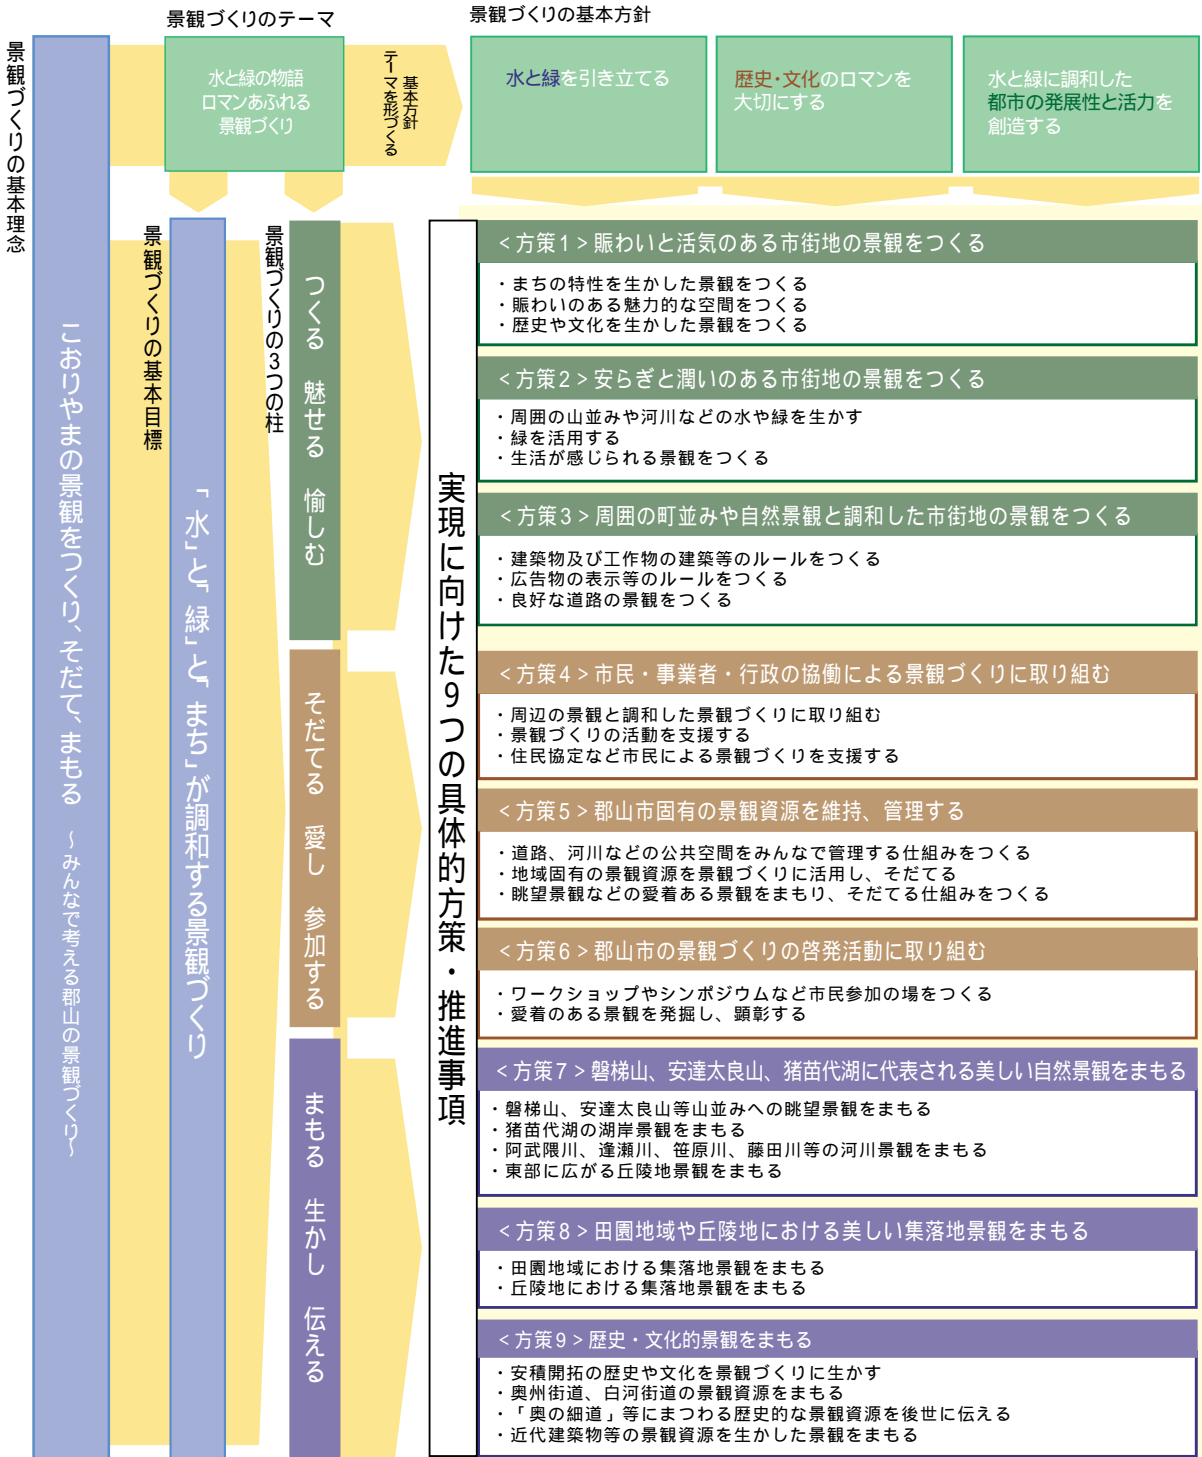 景観づくりの基本理念
こおりやまの景観をつくり、そだて、まもる ～みんなで考える郡山の景観づくり～
景観づくりのテーマ
水と緑の物語
ロマンあふれる
景観づくり
基本方針
テーマを形づくる
景観づくりの基本方針
水と緑を引き立てる
歴史・文化のロマンを
大切にする
水と緑に調和した
都市の発展性と活力を
創造する
景観づくりの基本目標
「水」と「緑」と「まち」が調和する景観づくり
景観づくりの3つの柱
つくる 魅せる 愉しむ
そだてる 愛し 参加する
まもる 生かし 伝える
実現に向けた9つの具体的方策・推進事項
＜方策1＞賑わいと活気のある市街地の景観をつくる
・まちの特性を生かした景観をつくる
・賑わいのある魅力的な空間をつくる
・歴史や文化を生かした景観をつくる
＜方策2＞安らぎと潤いのある市街地の景観をつくる
・周囲の山並みや河川などの水や緑を生かす
・緑を活用する
・生活が感じられる景観をつくる
＜方策3＞周囲の町並みや自然景観と調和した市街地の景観をつくる
・建築物及び工作物の建築等のルールをつくる
・広告物の表示等のルールをつくる
・良好な道路の景観をつくる
＜方策4＞市民・事業者・行政の協働による景観づくりに取り組む
・周辺の景観と調和した景観づくりに取り組む
・景観づくりの活動を支援する
・住民協定など市民による景観づくりを支援する
＜方策5＞郡山市固有の景観資源を維持、管理する
・道路、河川などの公共空間をみんなで管理する仕組みをつくる
・地域固有の景観資源を景観づくりに活用し、そだてる
・眺望景観などの愛着ある景観をまもり、そだてる仕組みをつくる
＜方策6＞郡山市の景観づくりの啓発活動に取り組む
・ワークショップやシンポジウムなど市民参加の場をつくる
・愛着のある景観を発掘し、顕彰する
＜方策7＞磐梯山、安達太良山、猪苗代湖に代表される美しい自然景観をまもる
・磐梯山、安達太良山等山並みへの眺望景観をまもる
・猪苗代湖の湖岸景観をまもる
・阿武隈川、逢瀬川、笹原川、藤田川等の河川景観をまもる
・東部に広がる丘陵地景観をまもる
＜方策8＞田園地域や丘陵地における美しい集落地景観をまもる
・田園地域における集落地景観をまもる
・丘陵地における集落地景観をまもる
＜方策9＞歴史・文化的景観をまもる
・安積開拓の歴史や文化を景観づくりに生かす
・奥州街道、白河街道の景観資源をまもる
・「奥の細道」等にまつわる歴史的な景観資源を後世に伝える
・近代建築物等の景観資源を生かした景観をまもる